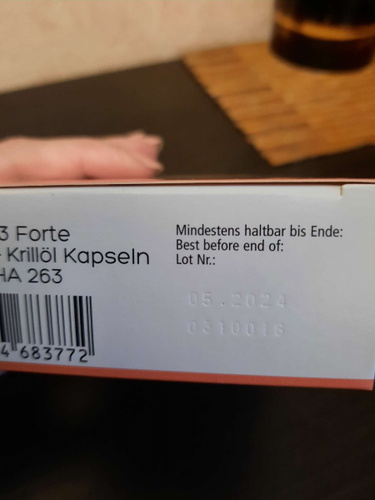 3 Forte
Krillöl Kapseln
HA 263
4 683772
Mindestens haltbar bis Ende:
Best before end of:
Lot Nr.:
05.2024